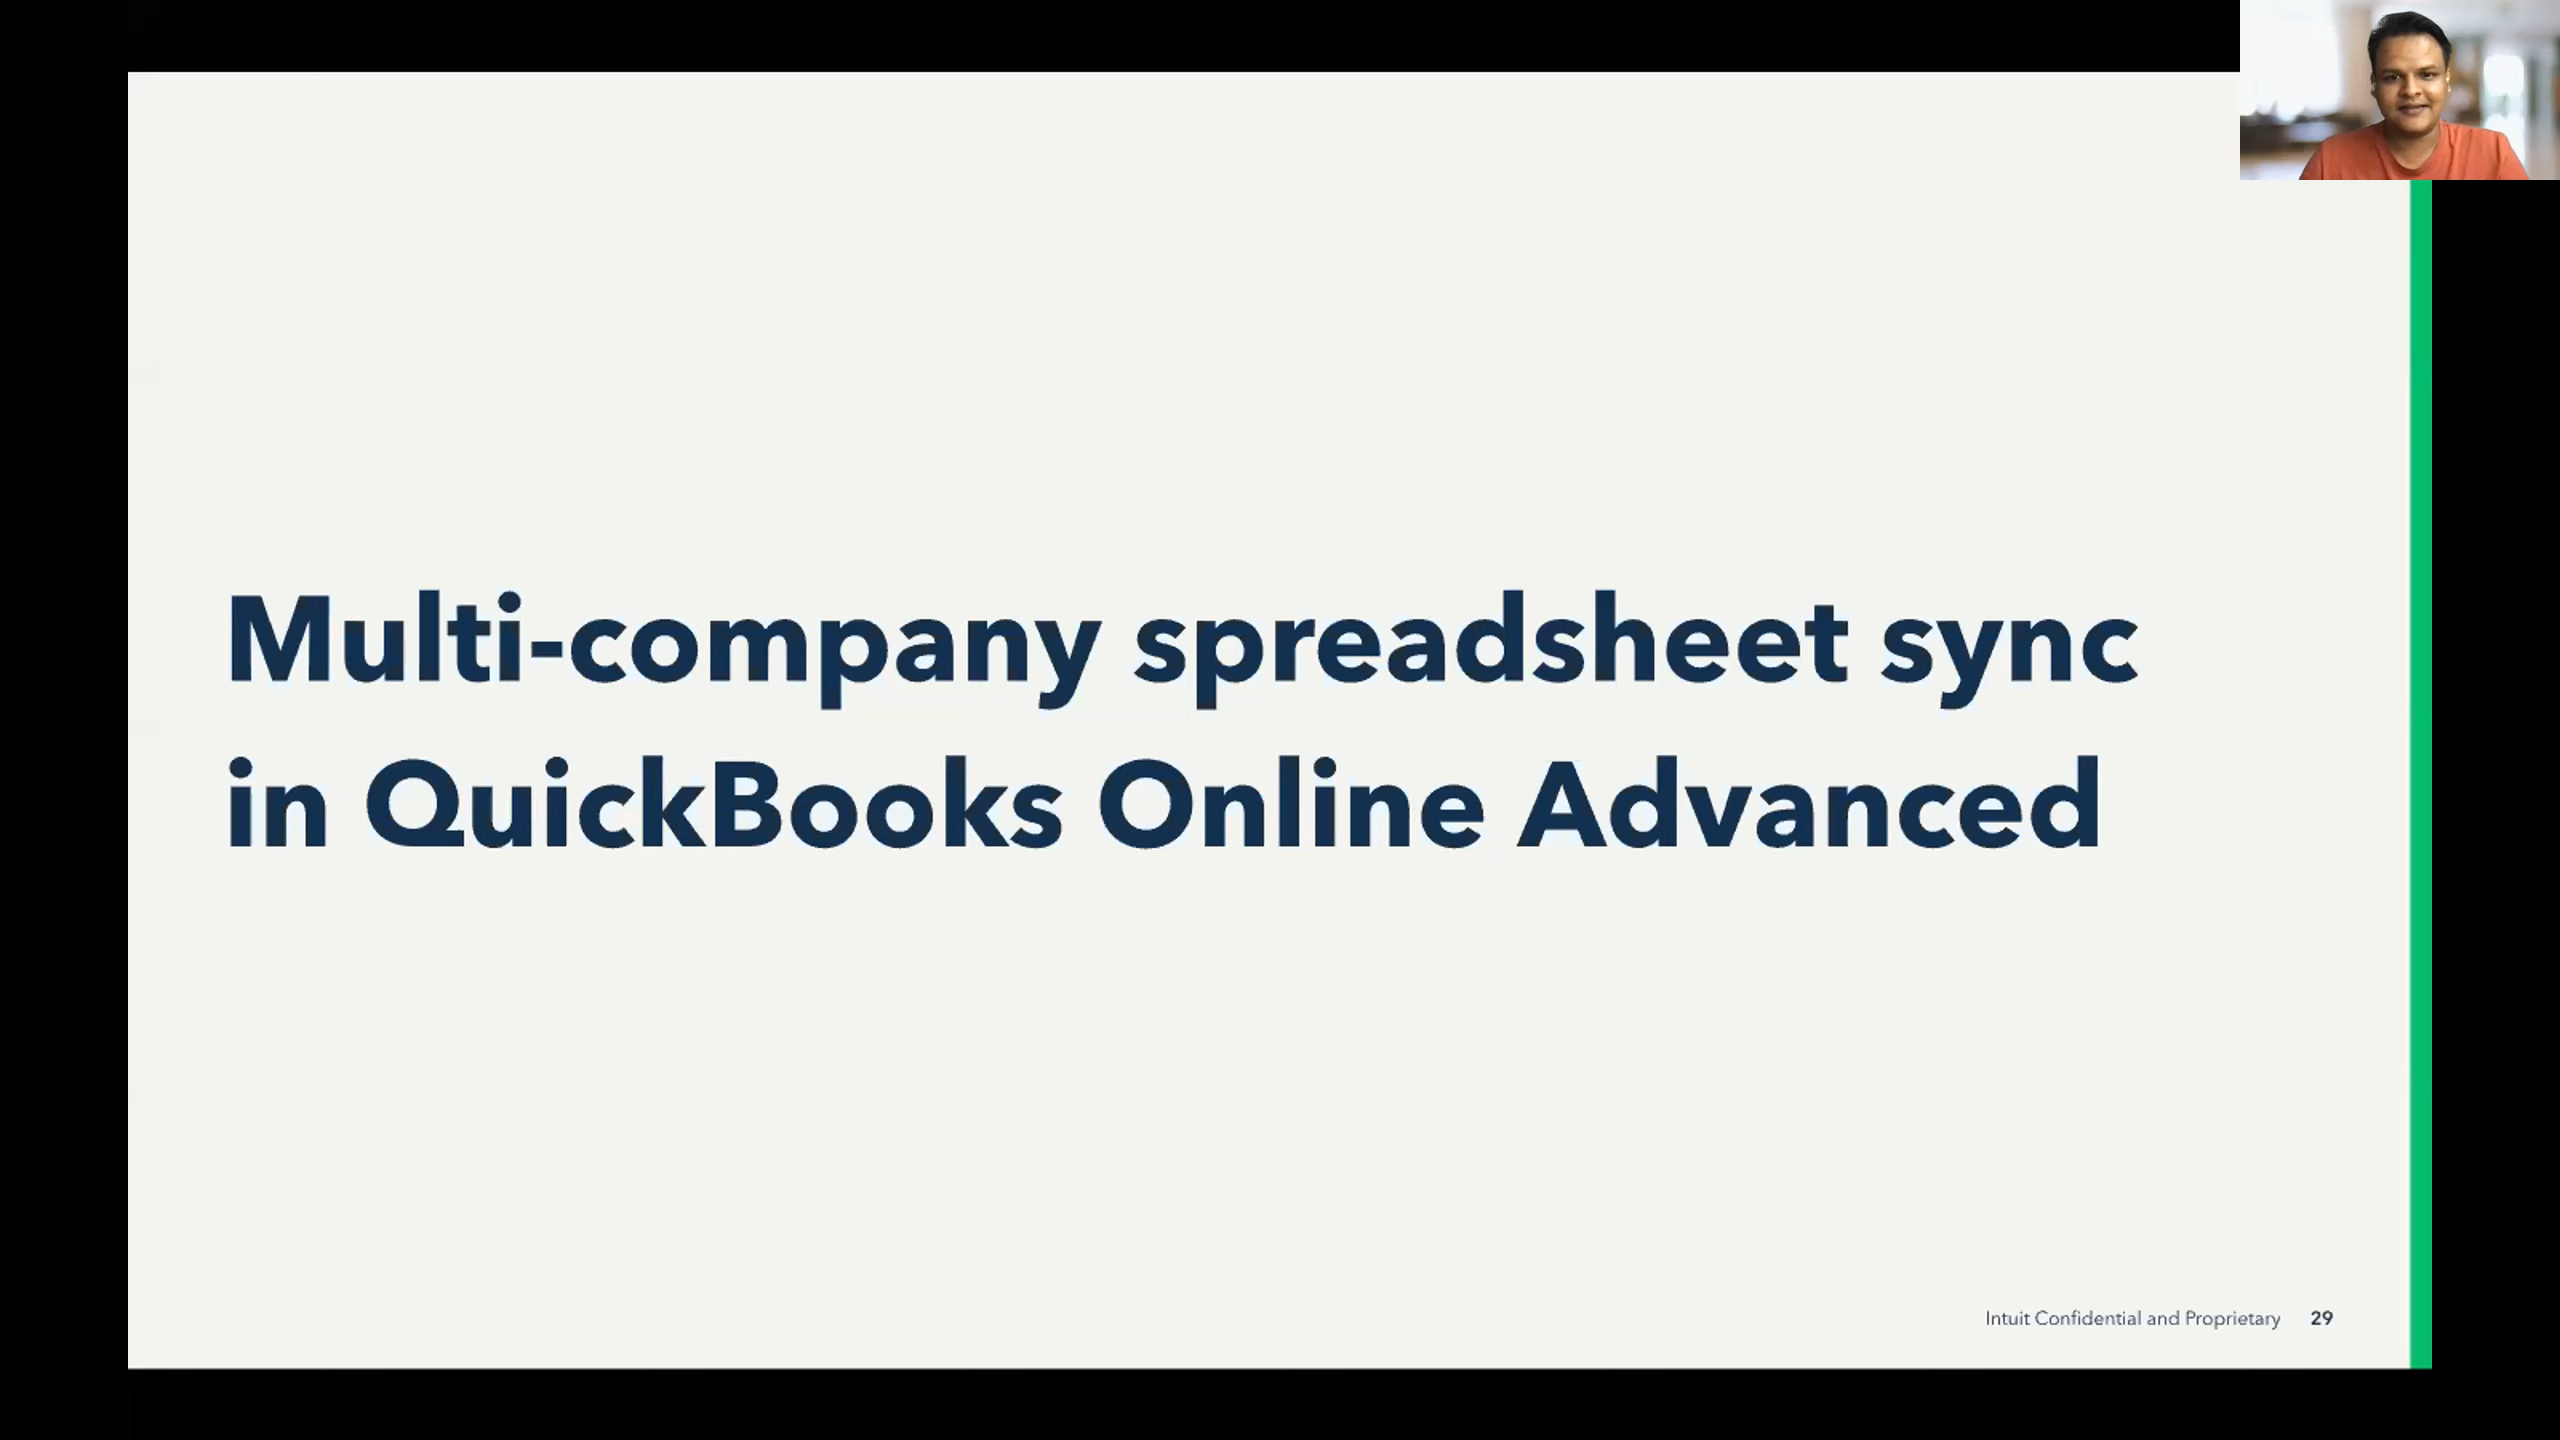 Multi-company spreadsheet sync
in QuickBooks Online Advanced
Intuit Confidential and Proprietary 29